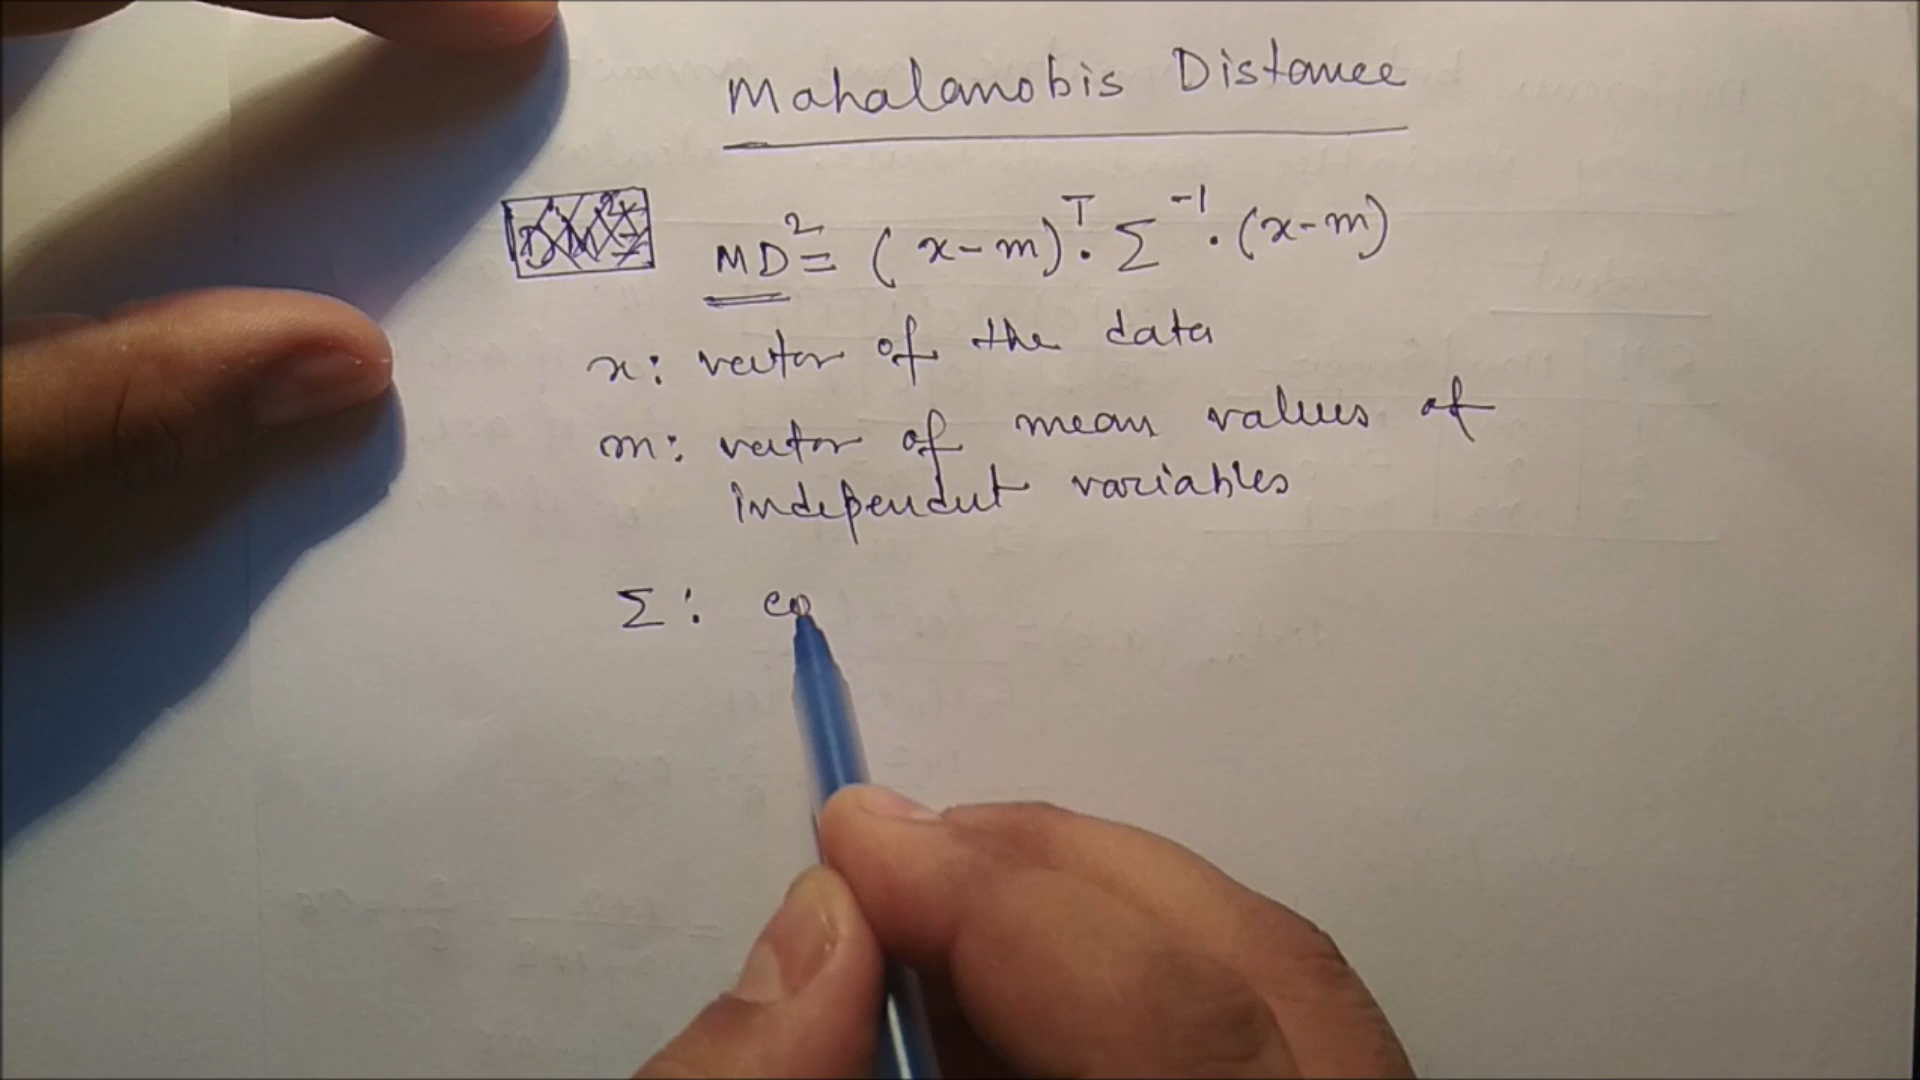 Mahalanobis Distance
MD² = (x-m)ᵀ . Σ⁻¹ . (x-m)
x: vector of the data
m: vector of mean values of
independent variables
Σ: co